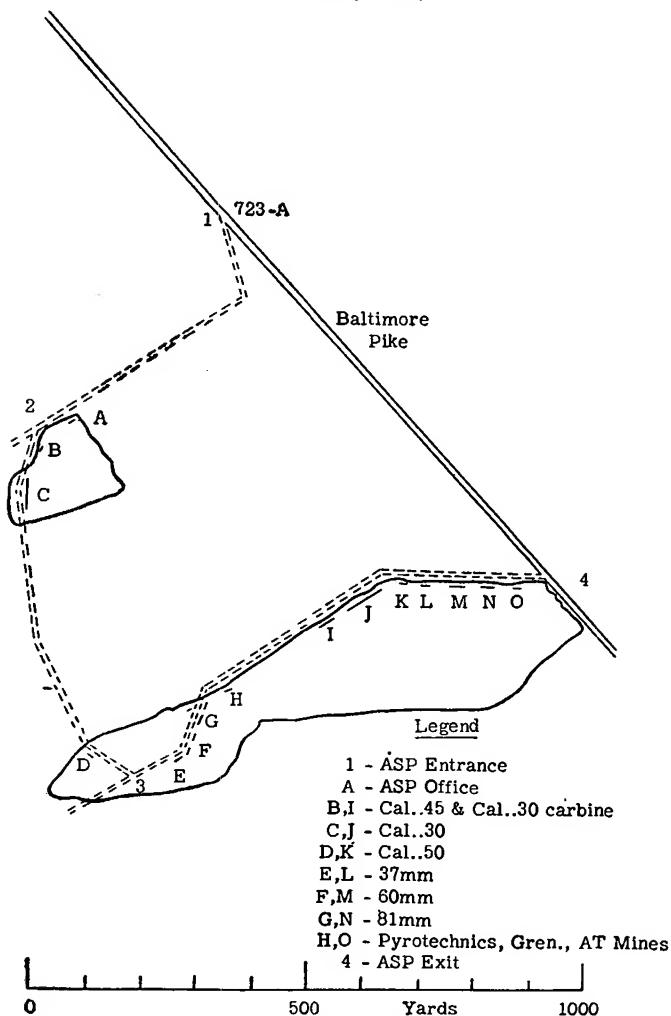 723-A
1
Baltimore
Pike
2
A
B
C
4
K L M N O
J
I
H
G
F
D
E
3
Legend
1 - ASP Entrance
A - ASP Office
B,I - Cal..45 & Cal..30 carbine
C,J - Cal..30
D,K - Cal..50
E,L - 37mm
F,M - 60mm
G,N - 81mm
H,O - Pyrotechnics, Gren., AT Mines
4 - ASP Exit
0 500 Yards 1000